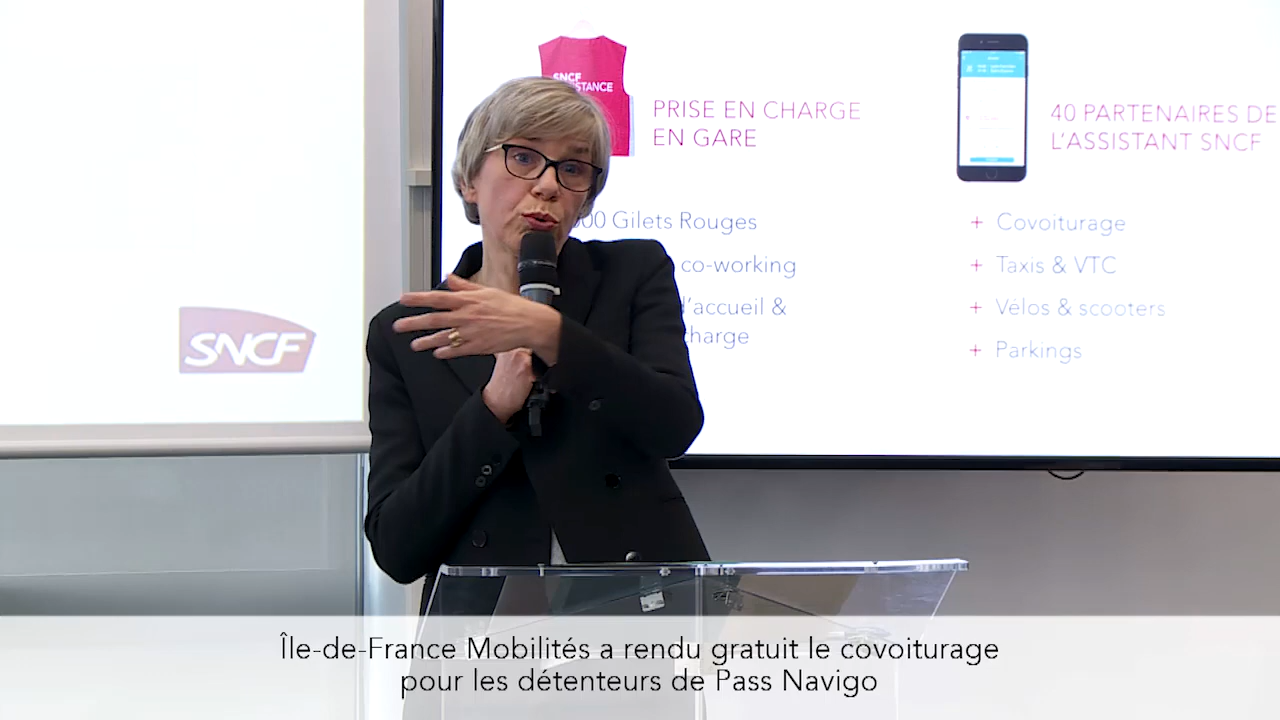 SNCF
PRISE EN CHARGE
EN GARE
Gilets Rouges
co-working
d'accueil &
charge
40 PARTENAIRES DE
L'ASSISTANT SNCF
+ Covoiturage
+ Taxis & VTC
+ Vélos & scooters
+ Parkings
SNCF
Île-de-France Mobilités a rendu gratuit le covoiturage
pour les détenteurs de Pass Navigo